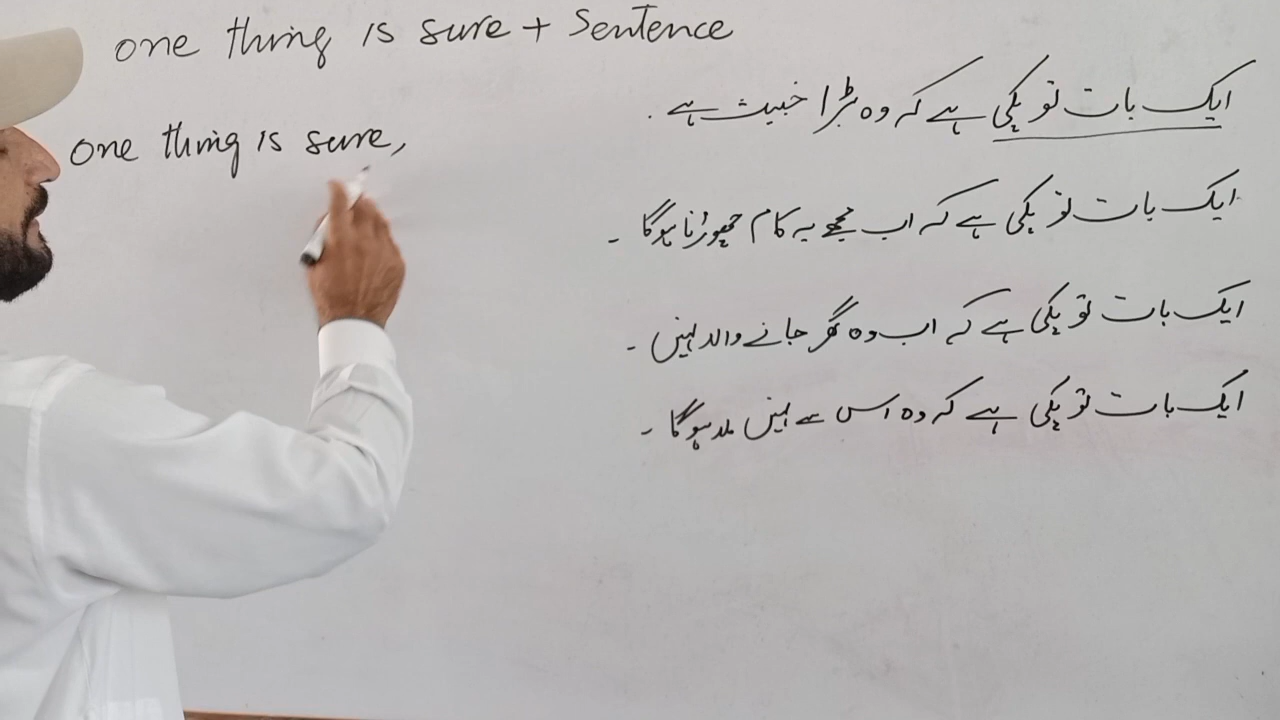 one thing is sure + Sentence
one thing is sure,
ایک بات تو پکی ہے کہ وہ بڑا خبیث ہے۔
ایک بات تو پکی ہے کہ اب مجھے یہ کام چھوڑنا ہوگا۔
ایک بات تو پکی ہے کہ اب وہ گھر جانے والا نہیں۔
ایک بات تو پکی ہے کہ وہ اس سے نہیں ملا ہوگا۔